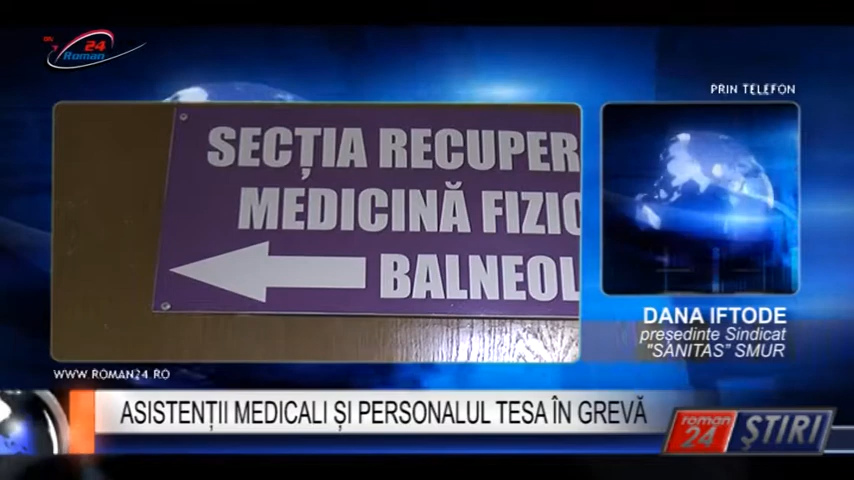 24
Roman
PRIN TELEFON
SECȚIA RECUPER
MEDICINĂ FIZIC
BALNEOL
DANA IFTODE
președinte Sindicat
"SANITAS" SMUR
WWW.ROMAN24.RO
ASISTENȚII MEDICALI ȘI PERSONALUL TESA ÎN GREVĂ
roman
24
ȘTIRI